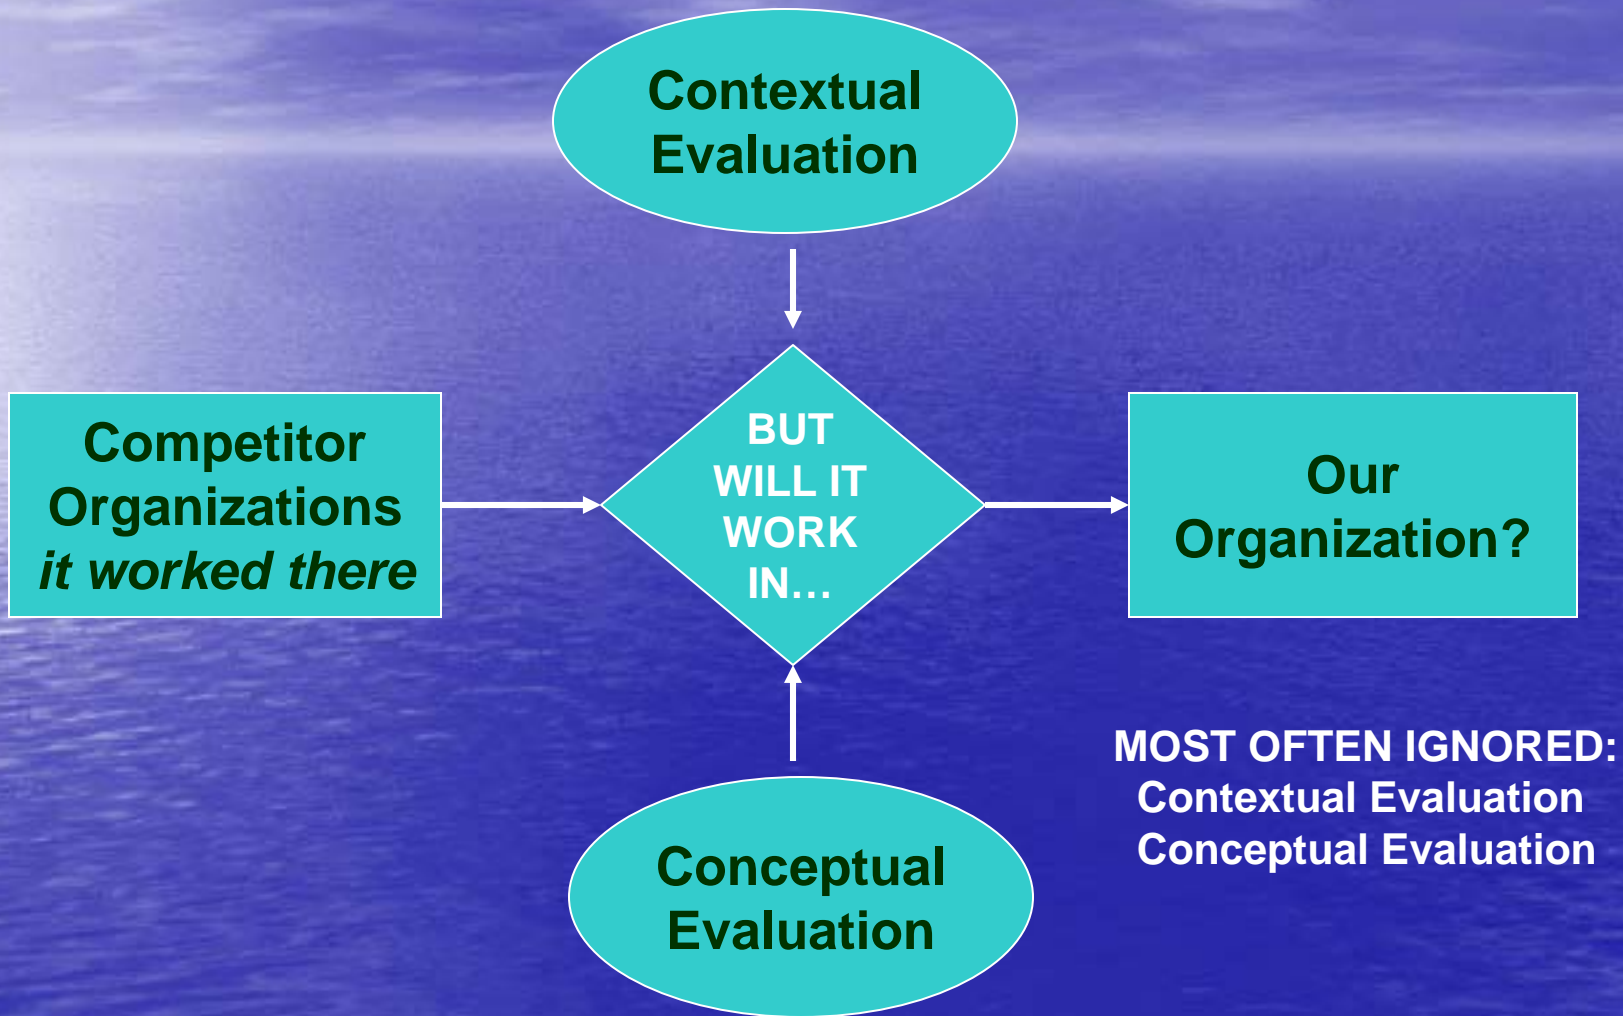 Contextual
Evaluation
Competitor
Organizations
it worked there
BUT
WILL IT
WORK
IN…
Our
Organization?
MOST OFTEN IGNORED:
Contextual Evaluation
Conceptual Evaluation
Conceptual
Evaluation